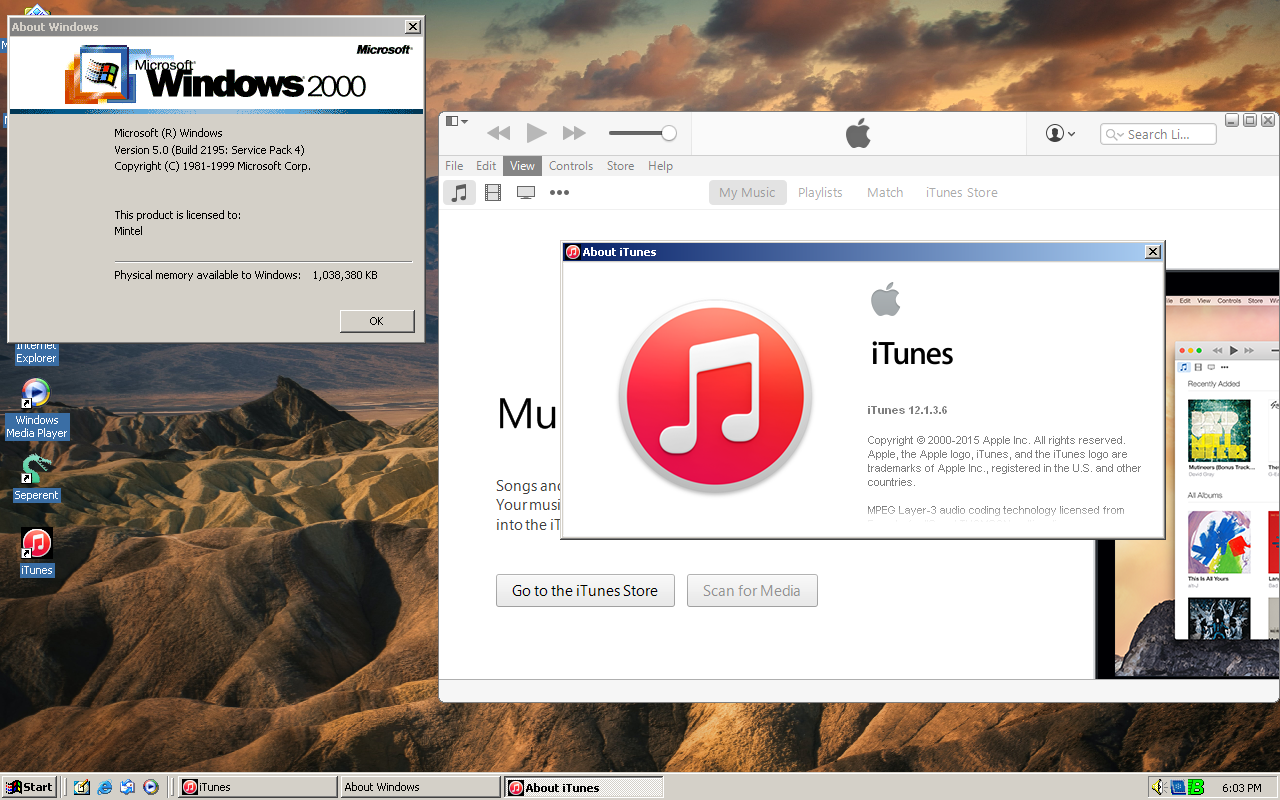 About Windows
Microsoft
Microsoft
Windows 2000
Microsoft (R) Windows
Version 5.0 (Build 2195: Service Pack 4)
Copyright (C) 1981-1999 Microsoft Corp.
This product is licensed to:
Mintel
Physical memory available to Windows: 1,038,380 KB
OK
Internet
Explorer
Windows
Media Player
Seperent
iTunes
Search Li...
File Edit View Controls Store Help
My Music Playlists Match iTunes Store
About iTunes
iTunes
iTunes 12.1.3.6
Copyright © 2000-2015 Apple Inc. All rights reserved.
Apple, the Apple logo, iTunes, and the iTunes logo are
trademarks of Apple Inc., registered in the U.S. and other
countries.
MPEG Layer-3 audio coding technology licensed from
Mu
Songs and
Your musi
into the iT
Go to the iTunes Store Scan for Media
Edit View Controls Store
Recently Added
Mutineers (Bonus Track...
David Gray
All Albums
This Is All Yours
alt-J
Start iTunes About Windows About iTunes 6:03 PM